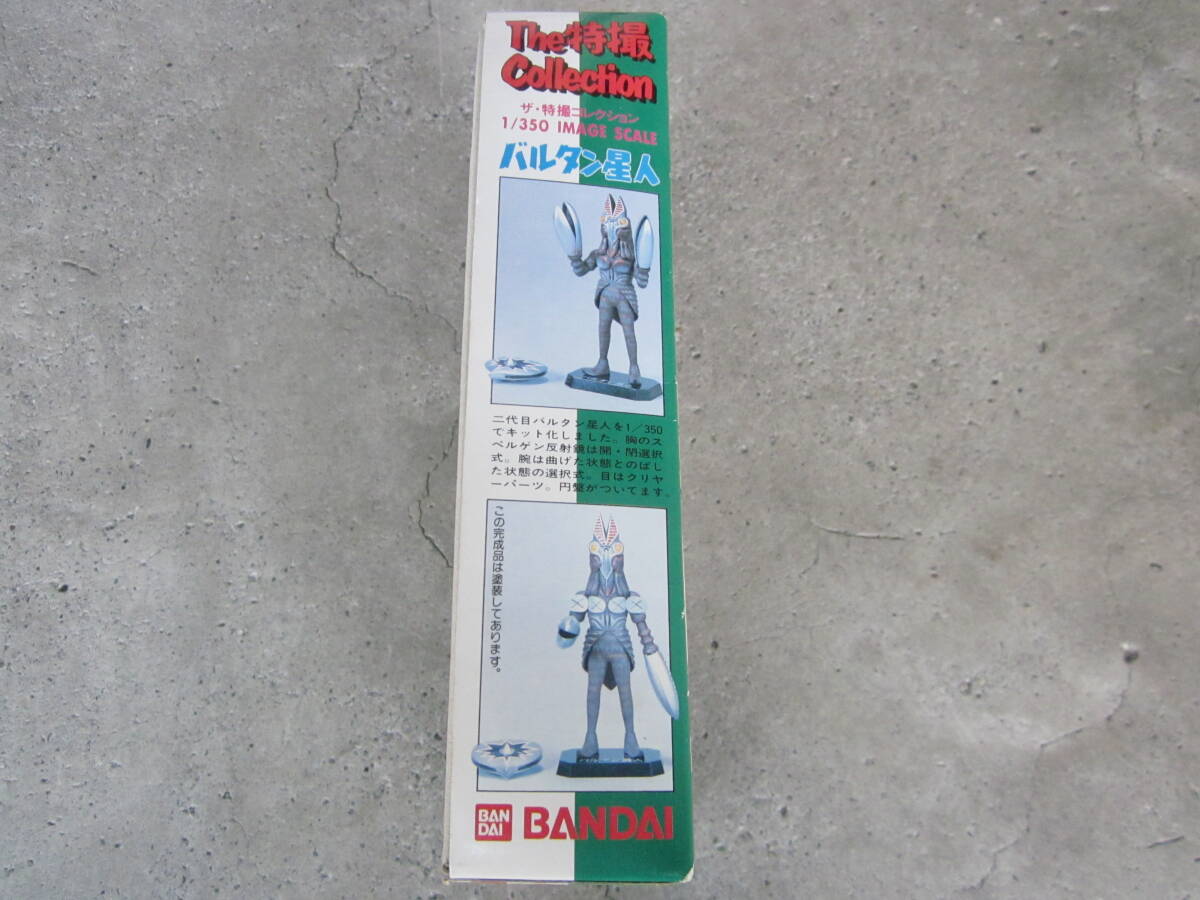 The特撮
Collection
ザ・特撮コレクション
1/350 IMAGE SCALE
バルタン星人
二代目バルタン星人を1/350
でキット化しました。胸のス
ペルゲン反射鏡は開・閉選択
式。腕は曲げた状態とのばし
た状態の選択式。目はクリヤ
ーパーツ。円盤がついてます。
この完成品は塗装してあります。
BAN
DAI
BANDAI